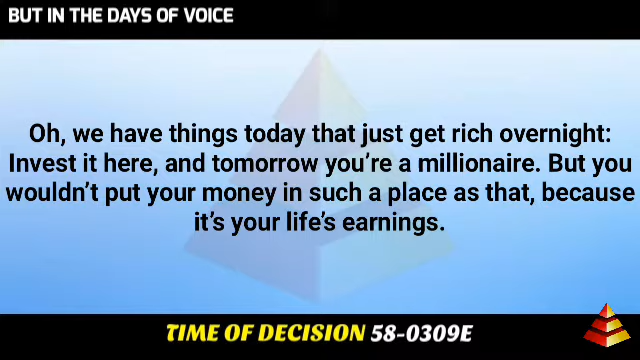 BUT IN THE DAYS OF VOICE
Oh, we have things today that just get rich overnight:
Invest it here, and tomorrow you’re a millionaire. But you
wouldn’t put your money in such a place as that, because
it’s your life’s earnings.
TIME OF DECISION 58-0309E